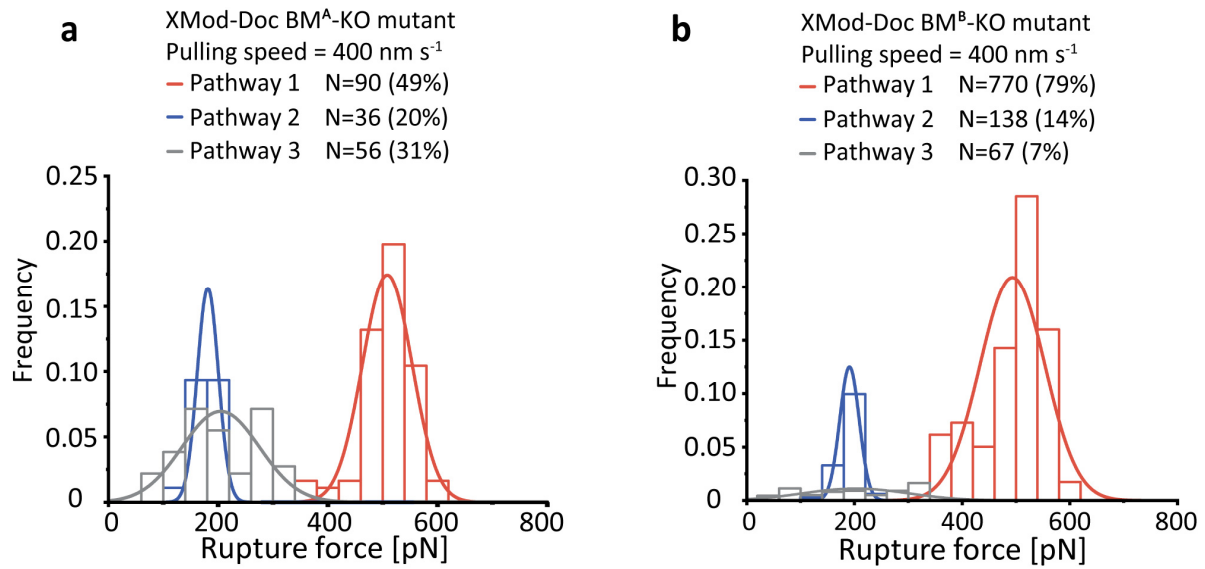 a
XMod-Doc BMᴬ-KO mutant
Pulling speed = 400 nm s⁻¹
Pathway 1 N=90 (49%)
Pathway 2 N=36 (20%)
Pathway 3 N=56 (31%)
0.25
0.20
0.15
0.10
0.05
0
Frequency
0 200 400 600 800
Rupture force [pN]
b
XMod-Doc BMᴮ-KO mutant
Pulling speed = 400 nm s⁻¹
Pathway 1 N=770 (79%)
Pathway 2 N=138 (14%)
Pathway 3 N=67 (7%)
0.30
0.25
0.20
0.15
0.10
0.05
0
Frequency
0 200 400 600 800
Rupture force [pN]